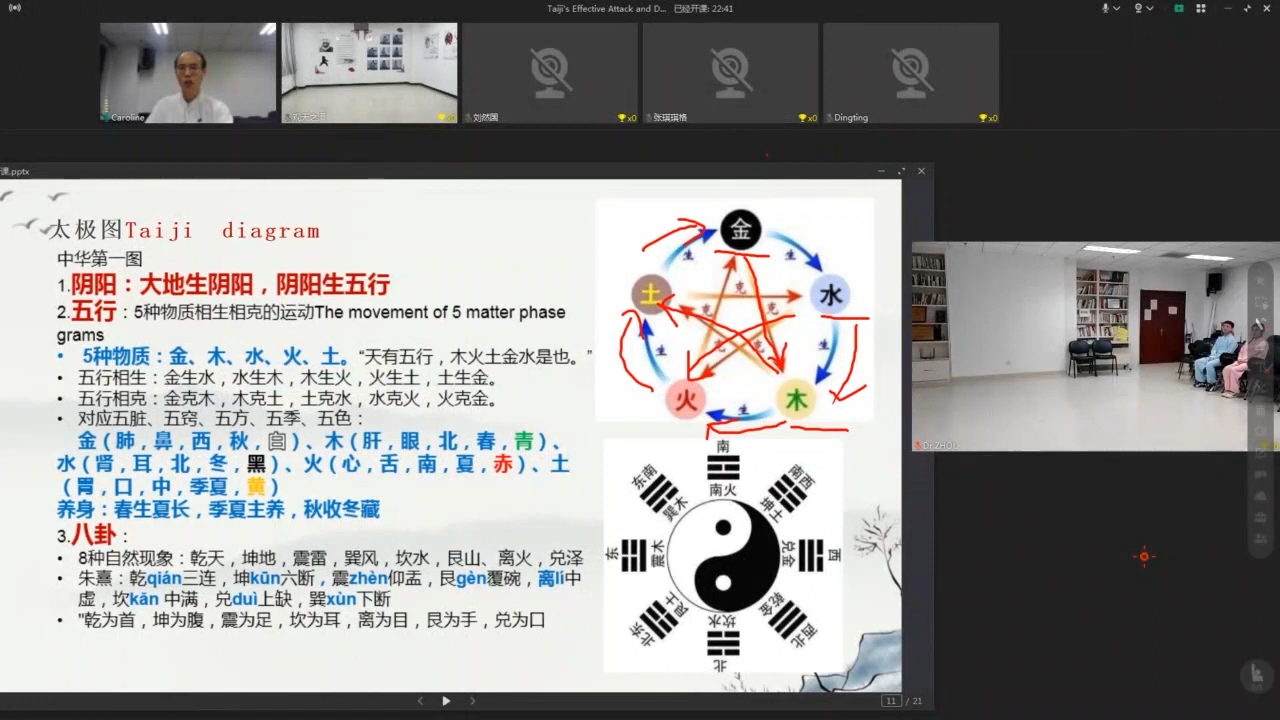 Taiji's Effective Attack and D... 已经开课: 22:41
Caroline
刘然国
x0
张琪琪格
x0
Dingting
x0
课.pptx
太极图Taiji diagram
中华第一图
1.阴阳：大地生阴阳，阴阳生五行
2.五行：5种物质相生相克的运动The movement of 5 matter phase
grams
• 5种物质：金、木、水、火、土。“天有五行，木火土金水是也。”
• 五行相生：金生水，水生木，木生火，火生土，土生金。
• 五行相克：金克木，木克土，土克水，水克火，火克金。
• 对应五脏、五窍、五方、五季、五色：
金（肺，鼻，西，秋，白）、木（肝，眼，北，春，青）、
水（肾，耳，北，冬，黑）、火（心，舌，南，夏，赤）、土
（胃，口，中，季夏，黄）
养身：春生夏长，季夏主养，秋收冬藏
3.八卦：
• 8种自然现象：乾天，坤地，震雷，巽风，坎水，艮山、离火，兑泽
• 朱熹：乾qián三连，坤kūn六断，震zhèn仰盂，艮gèn覆碗，离lí中
虚，坎kǎn 中满，兑duì上缺，巽xùn下断
• "乾为首，坤为腹，震为足，坎为耳，离为目，艮为手，兑为口
金
生
生
土
克
水
克
克
克
克
生
生
火
生
木
南
南火
东南
巽木
南西
坤土
东
震木
兑金
西
北东
艮土
坎水
北
乾金
西北
Di ZHOU
11 / 21